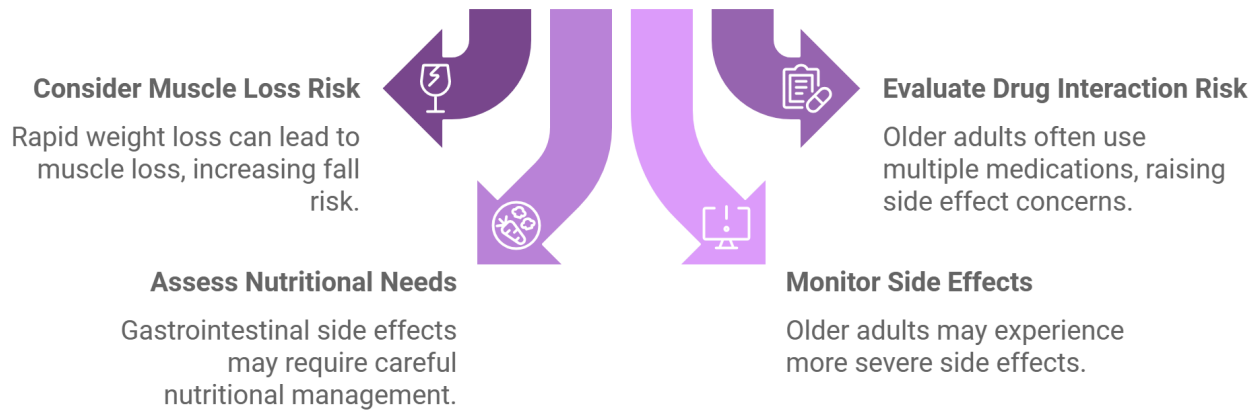 Consider Muscle Loss Risk
Rapid weight loss can lead to
muscle loss, increasing fall
risk.
Evaluate Drug Interaction Risk
Older adults often use
multiple medications, raising
side effect concerns.
Assess Nutritional Needs
Gastrointestinal side effects
may require careful
nutritional management.
Monitor Side Effects
Older adults may experience
more severe side effects.